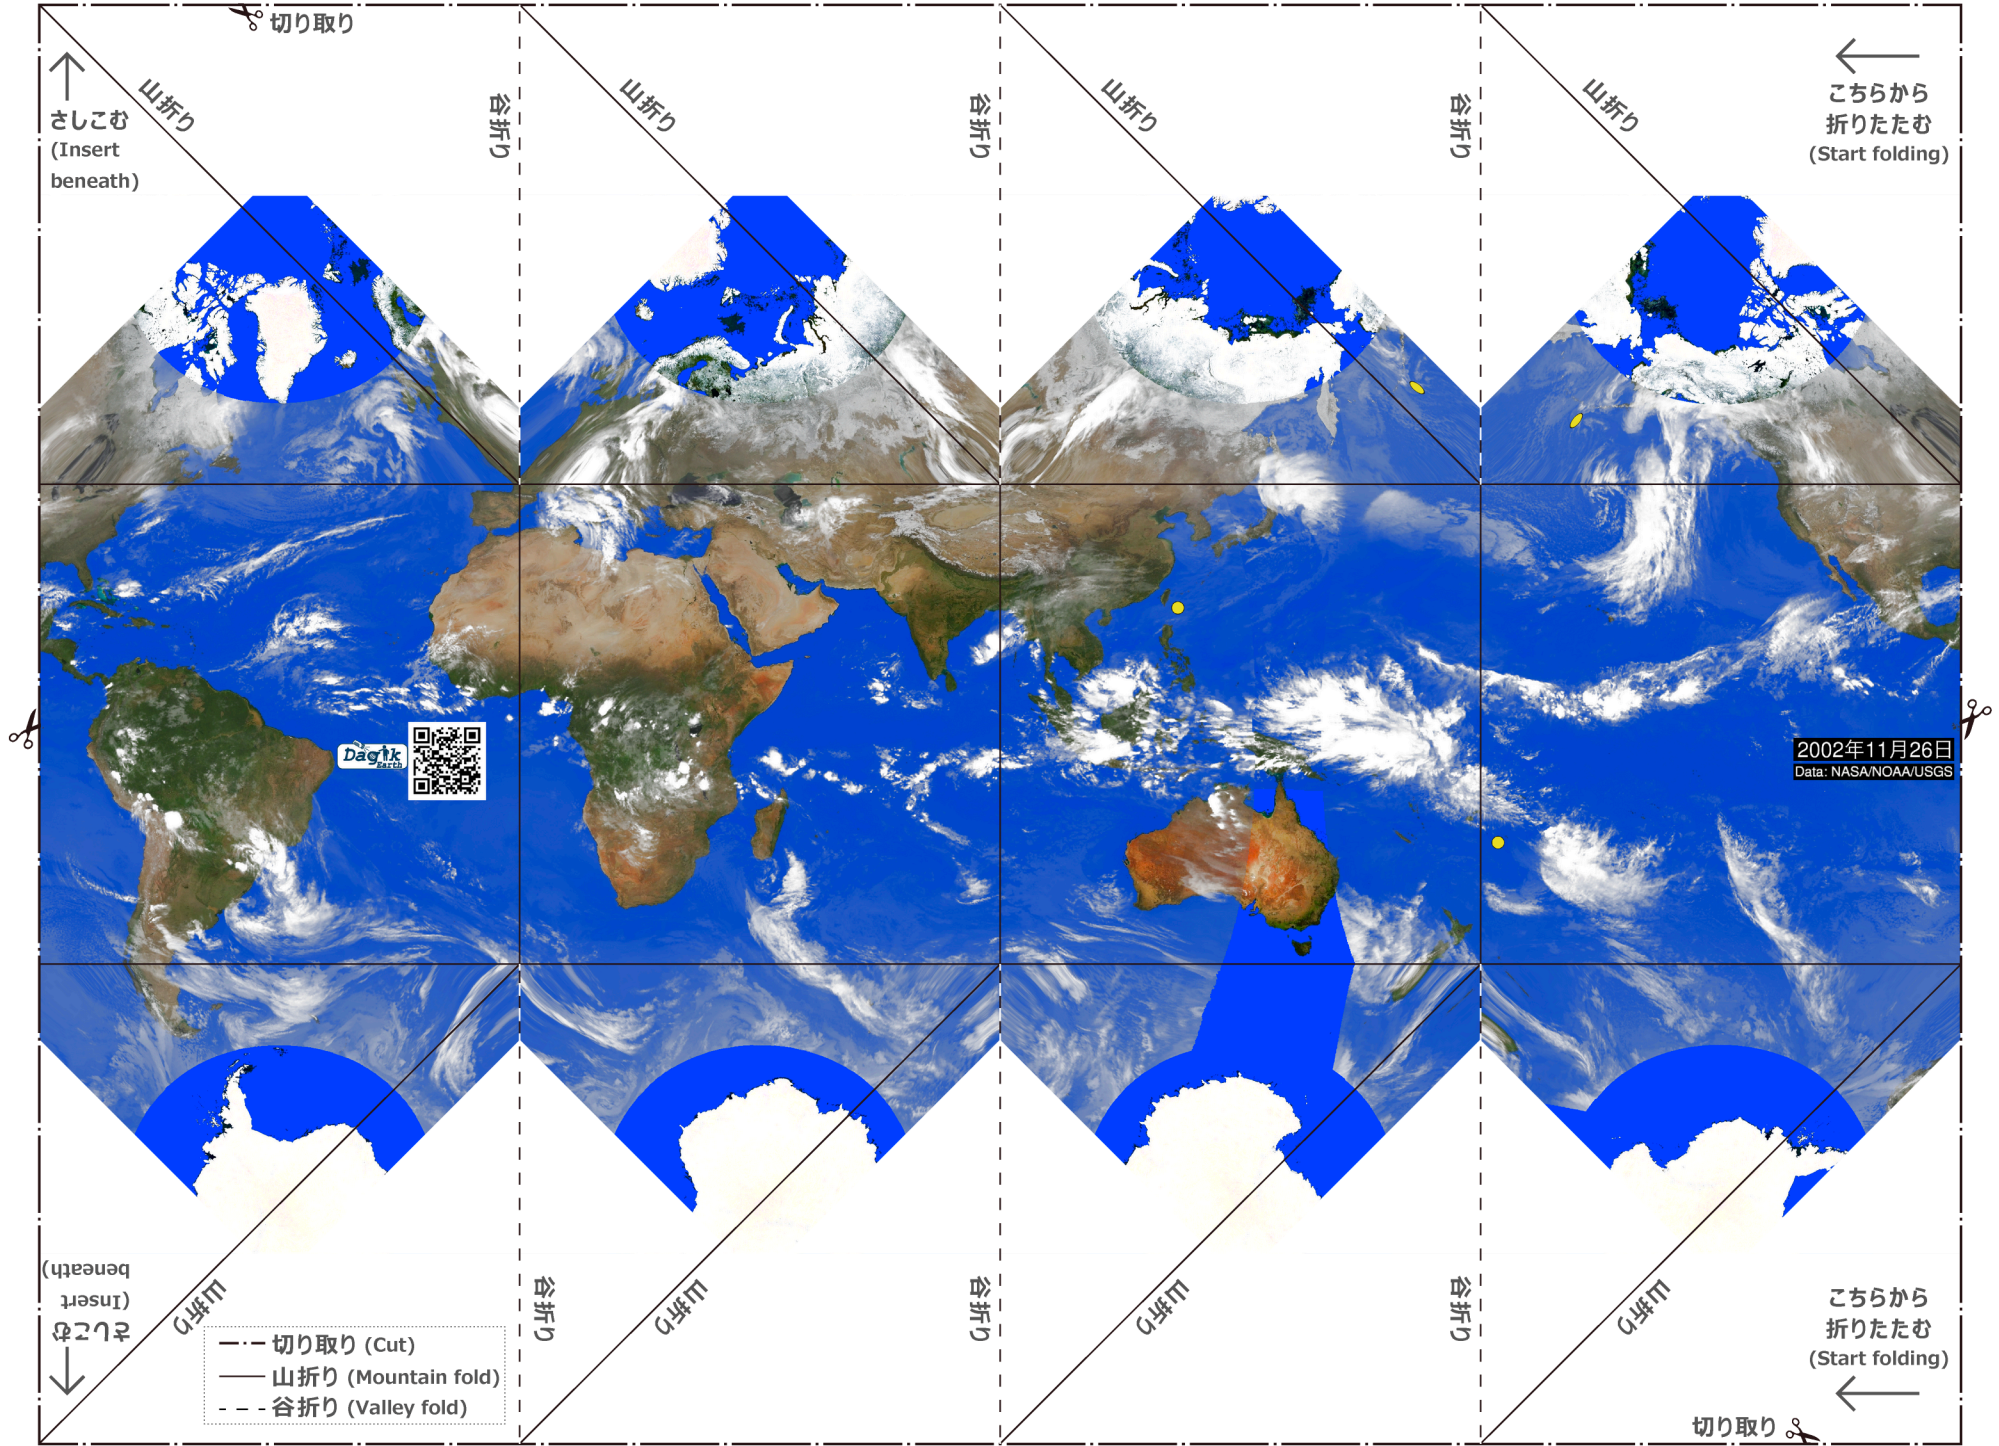 切り取り
さしこむ
(Insert
beneath)
山折り
谷折り
山折り
谷折り
山折り
谷折り
山折り
こちらから
折りたたむ
(Start folding)
Dagik
Earth
2002年11月26日
Data: NASA/NOAA/USGS
さしこむ
(Insert
beneath)
山折り
谷折り
山折り
谷折り
山折り
谷折り
山折り
こちらから
折りたたむ
(Start folding)
切り取り (Cut)
山折り (Mountain fold)
谷折り (Valley fold)
切り取り